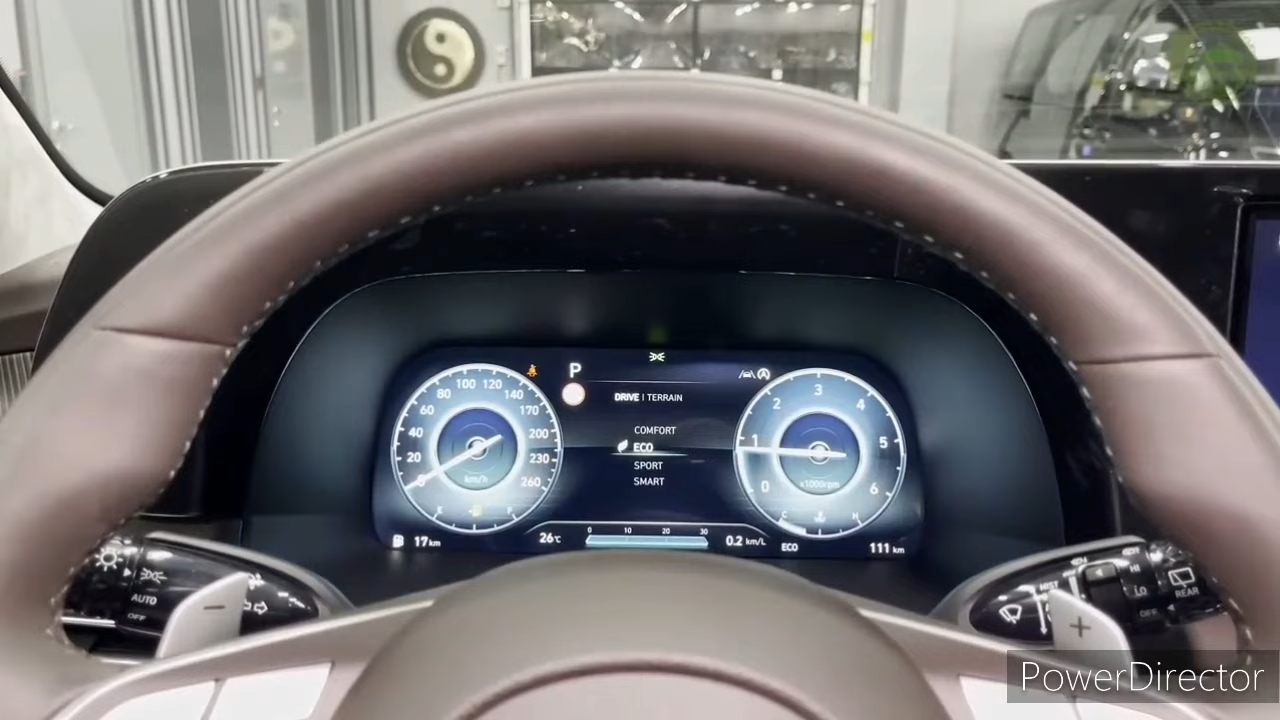 P
DRIVE | TERRAIN
COMFORT
ECO
SPORT
SMART
0 20 40 60 80 100 120 140 170 200 230 260
km/h
E F
0 1 2 3 4 5 6
x1000rpm
C H
17 km
26℃
0 10 20 30
0.2 km/L
ECO
111 km
AUTO
OFF
−
MIST
HI
Lo
OFF
REAR
+
PowerDirector